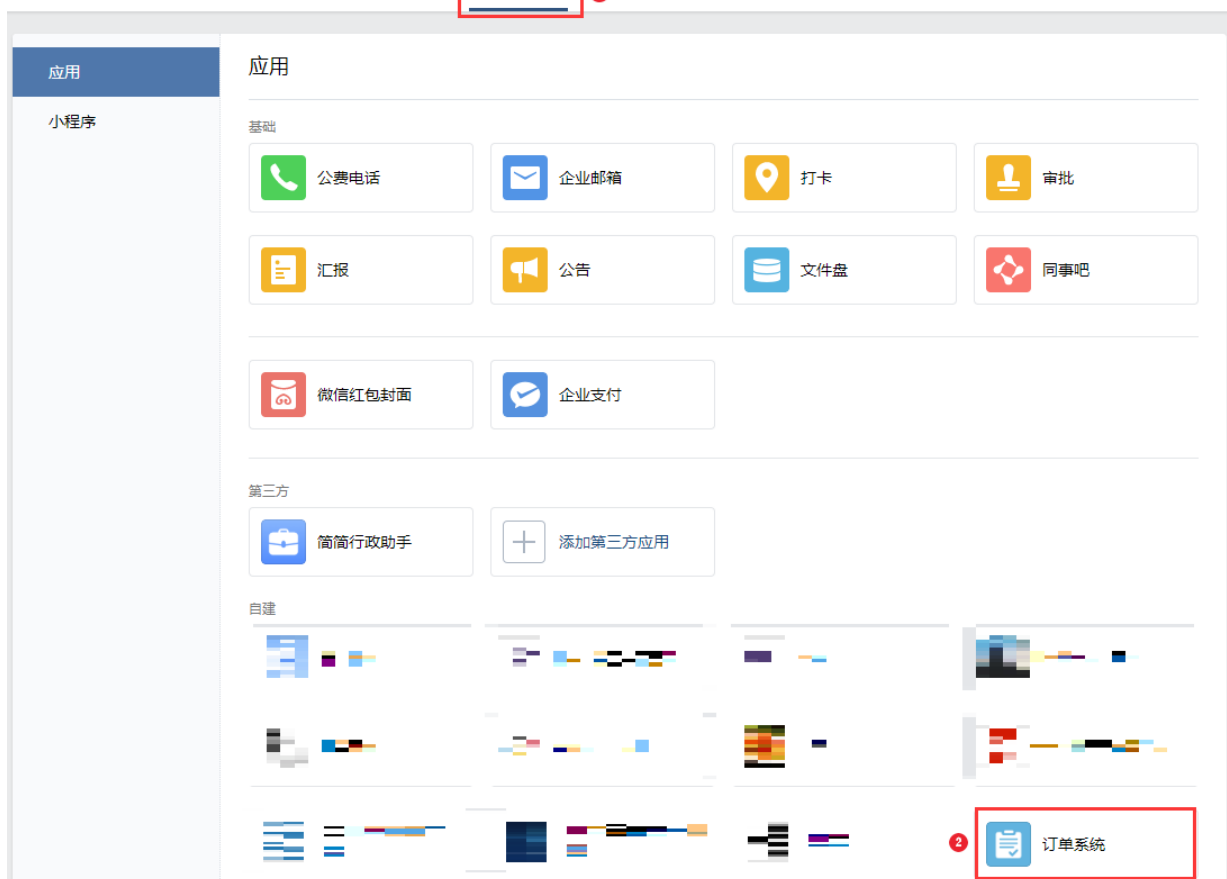 应用
小程序
应用
基础
公费电话
企业邮箱
打卡
审批
汇报
公告
文件盘
同事吧
微信红包封面
企业支付
第三方
简简行政助手
添加第三方应用
自建
2
订单系统